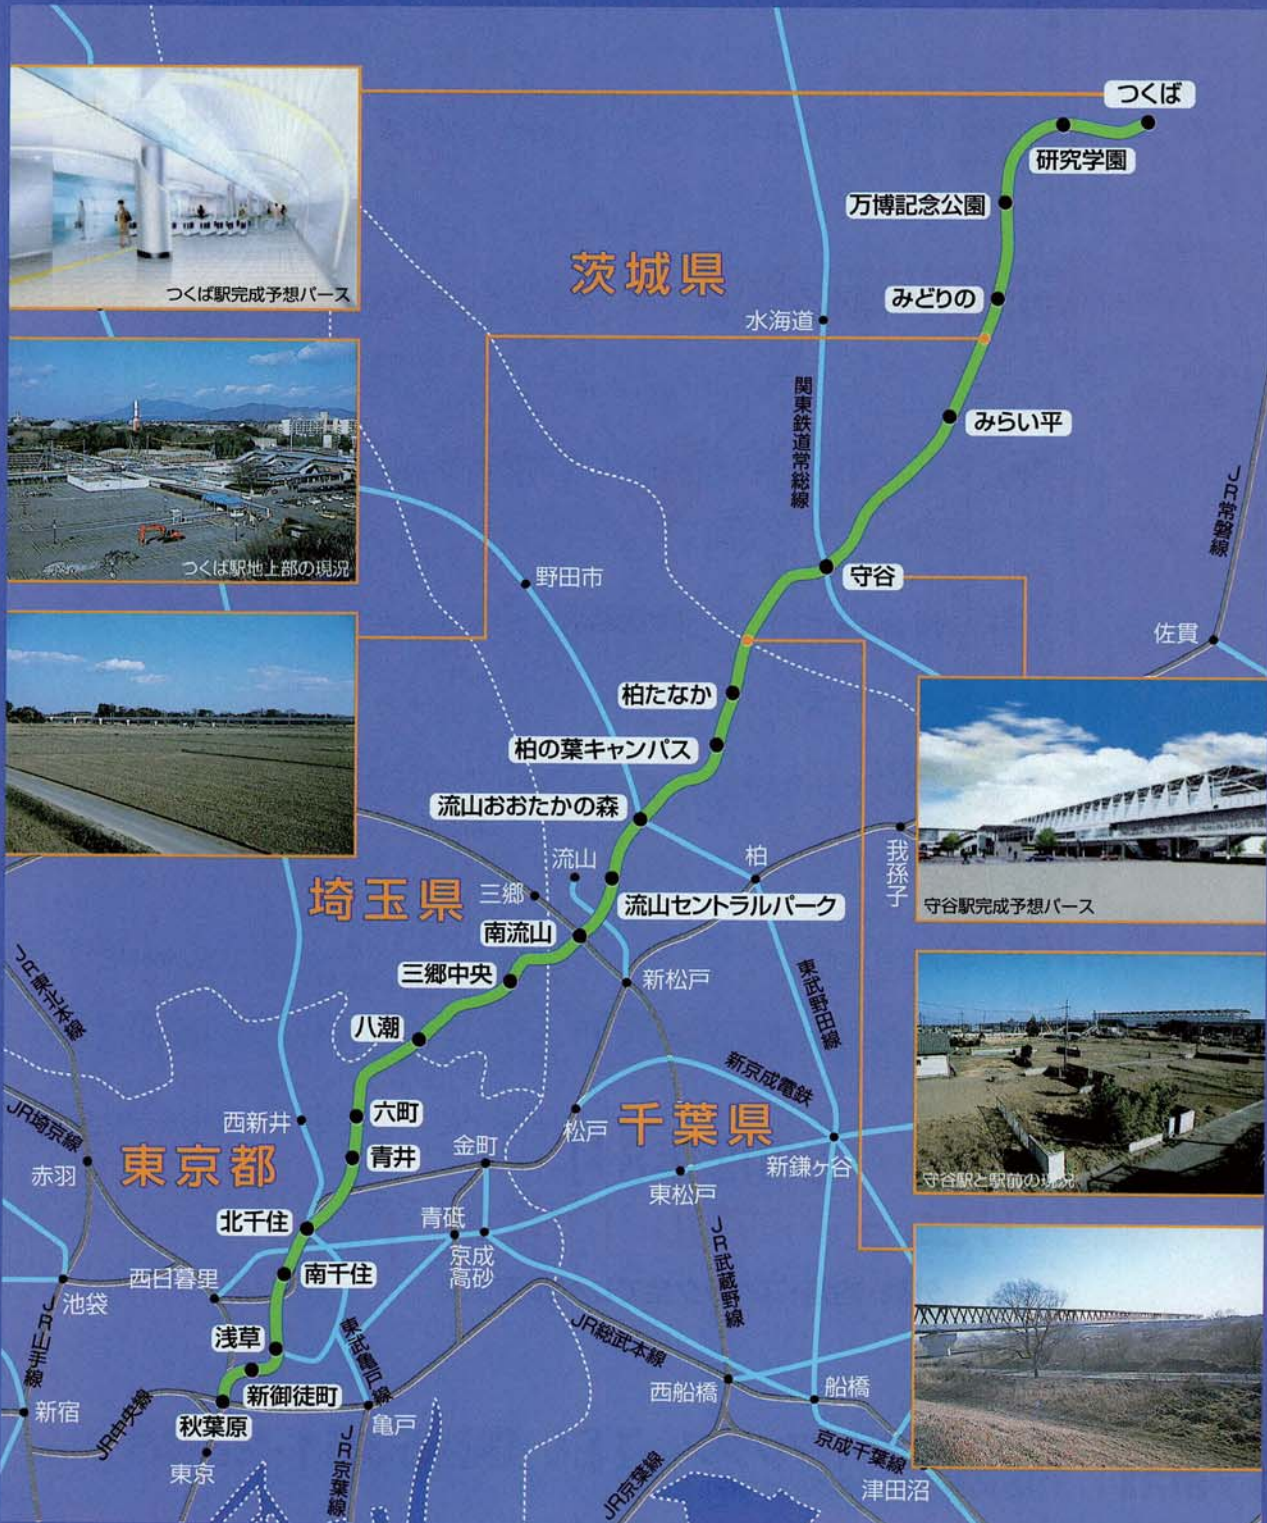 つくば
研究学園
万博記念公園
つくば駅完成予想パース
茨城県
みどりの
水海道
関東鉄道常総線
みらい平
JR常磐線
つくば駅地上部の現況
野田市
守谷
佐貫
柏たなか
柏の葉キャンパス
流山おおたかの森
流山
柏
我孫子
埼玉県
三郷
流山セントラルパーク
守谷駅完成予想パース
南流山
三郷中央
新松戸
JR東北本線
東武野田線
八潮
新京成電鉄
JR埼京線
西新井
六町
松戸
千葉県
東京都
青井
金町
新鎌ヶ谷
赤羽
東松戸
守谷駅と駅前の現況
北千住
青砥
京成
高砂
JR武蔵野線
西日暮里
南千住
池袋
JR山手線
浅草
東武亀戸線
JR総武本線
新御徒町
西船橋
船橋
新宿
JR中央線
秋葉原
亀戸
東京
JR京葉線
京成千葉線
JR京葉線
津田沼